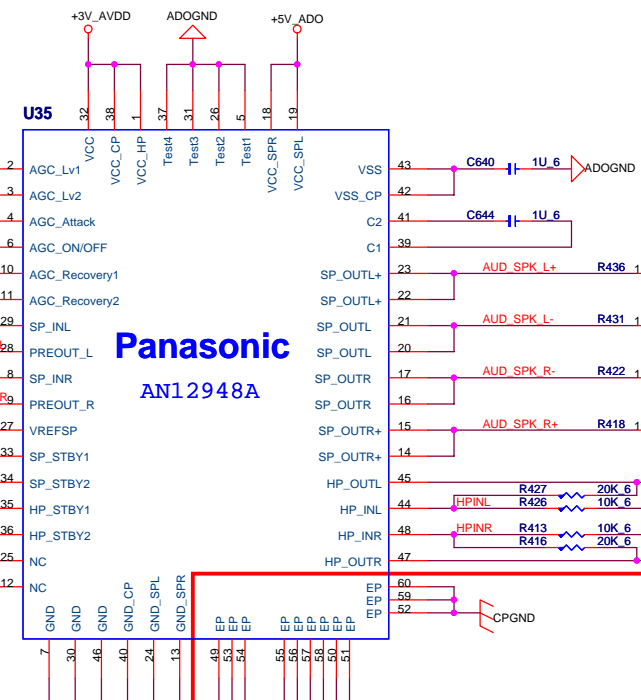 +3V_AVDD ADOGND +5V_ADO
U35
32 38 1 37 31 26 5 18 19
VCC VCC_CP VCC_HP Test4 Test3 Test2 Test1 VCC_SPR VCC_SPL
2 AGC_Lv1 VSS 43 C640 1U_6 ADOGND
3 AGC_Lv2 VSS_CP 42
4 AGC_Attack C2 41 C644 1U_6
6 AGC_ON/OFF C1 39
10 AGC_Recovery1 SP_OUTL+ 23 AUD_SPK_L+ R436 1
11 AGC_Recovery2 SP_OUTL+ 22
29 SP_INL SP_OUTL 21 AUD_SPK_L- R431 1
28 PREOUT_L SP_OUTL 20
Panasonic
8 SP_INR SP_OUTR 17 AUD_SPK_R- R422 1
AN12948A
R 9 PREOUT_R SP_OUTR 16
27 VREFSP SP_OUTR+ 15 AUD_SPK_R+ R418 1
33 SP_STBY1 SP_OUTR+ 14
34 SP_STBY2 HP_OUTL 45
R427 20K_6
35 HP_STBY1 HP_INL 44 HPINL R426 10K_6
36 HP_STBY2 HP_INR 48 HPINR R413 10K_6
R416 20K_6
25 NC HP_OUTR 47
12 NC EP 60
EP 59
EP 52 CPGND
GND GND GND GND_CP GND_SPL GND_SPR EP EP EP EP EP EP EP EP EP
7 30 46 40 24 13 49 53 54 55 56 57 58 50 51